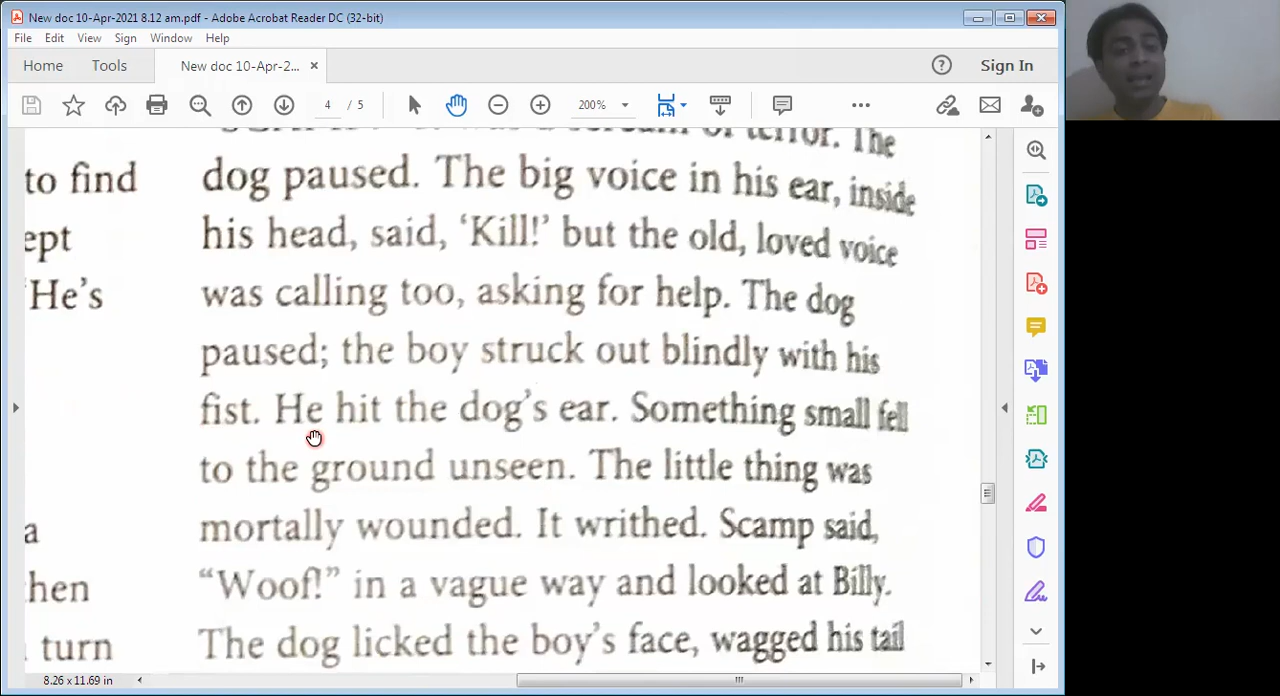 New doc 10-Apr-2021 8.12 am.pdf - Adobe Acrobat Reader DC (32-bit)
File Edit View Sign Window Help
Home Tools New doc 10-Apr-2... × Sign In
4 / 5 200%
to find
ept
'He's
a
hen
turn
terror. The
dog paused. The big voice in his ear, inside
his head, said, 'Kill!' but the old, loved voice
was calling too, asking for help. The dog
paused; the boy struck out blindly with his
fist. He hit the dog's ear. Something small fell
to the ground unseen. The little thing was
mortally wounded. It writhed. Scamp said,
"Woof!" in a vague way and looked at Billy.
The dog licked the boy's face, wagged his tail
8.26 x 11.69 in